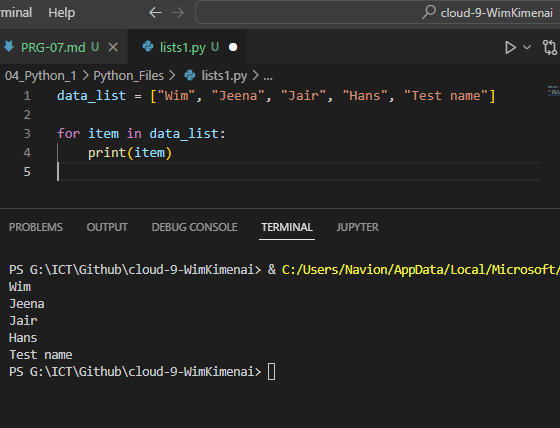 erminal Help cloud-9-WimKimenai
PRG-07.md U lists1.py U
04_Python_1 > Python_Files > lists1.py > ...
1 data_list = ["Wim", "Jeena", "Jair", "Hans", "Test name"]
2
3 for item in data_list:
4 print(item)
5
PROBLEMS OUTPUT DEBUG CONSOLE TERMINAL JUPYTER
PS G:\ICT\Github\cloud-9-WimKimenai> & C:/Users/Navion/AppData/Local/Microsoft/
Wim
Jeena
Jair
Hans
Test name
PS G:\ICT\Github\cloud-9-WimKimenai>